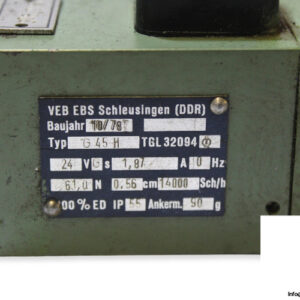 VEB EBS Schleusingen (DDR)
Baujahr 10/78
Typ G 45 H TGL 32094
24 V G s 1,87 A 0 Hz
61,0 N 0,56 cm 14000 Sch/h
100 % ED IP 55 Ankerm. 50 g